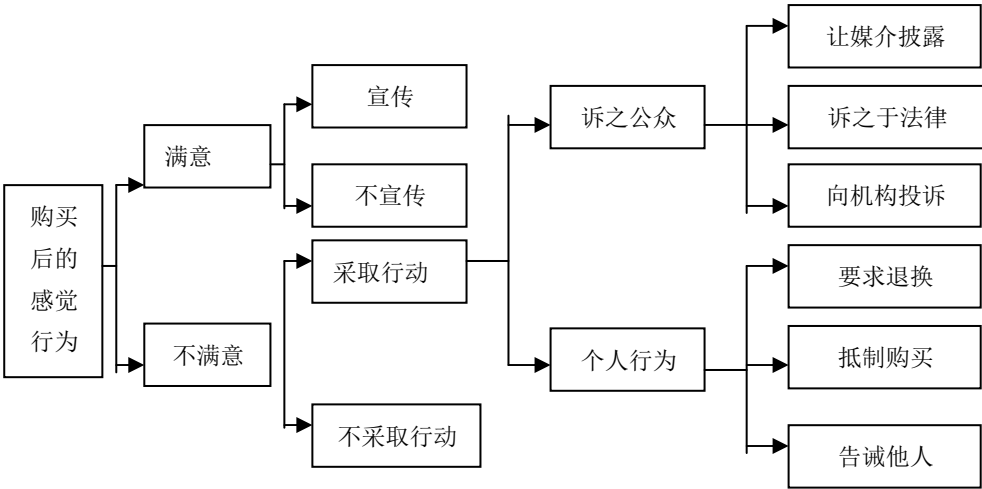 购买
后的
感觉
行为
满意
不满意
宣传
不宣传
采取行动
不采取行动
诉之公众
个人行为
让媒介披露
诉之于法律
向机构投诉
要求退换
抵制购买
告诫他人